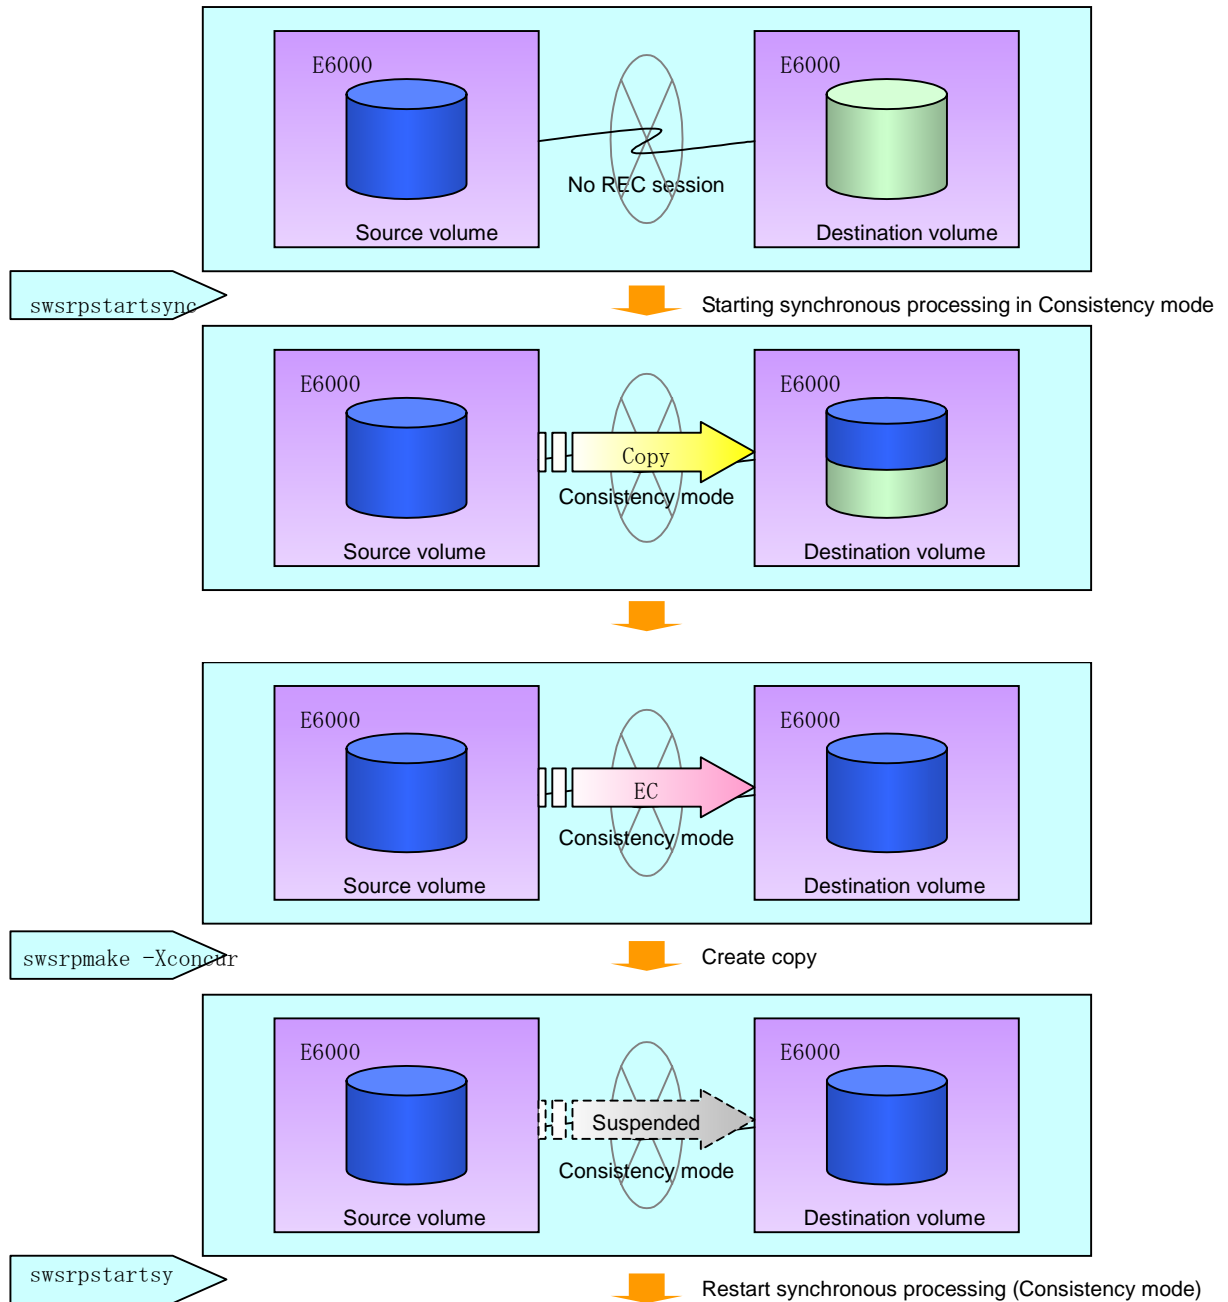 E6000
E6000
No REC session
Source volume
Destination volume
swsrpstartsync
Starting synchronous processing in Consistency mode
E6000
E6000
Copy
Consistency mode
Source volume
Destination volume
E6000
E6000
EC
Consistency mode
Source volume
Destination volume
swsrpmake -Xconcur
Create copy
E6000
E6000
Suspended
Consistency mode
Source volume
Destination volume
swsrpstartsy
Restart synchronous processing (Consistency mode)